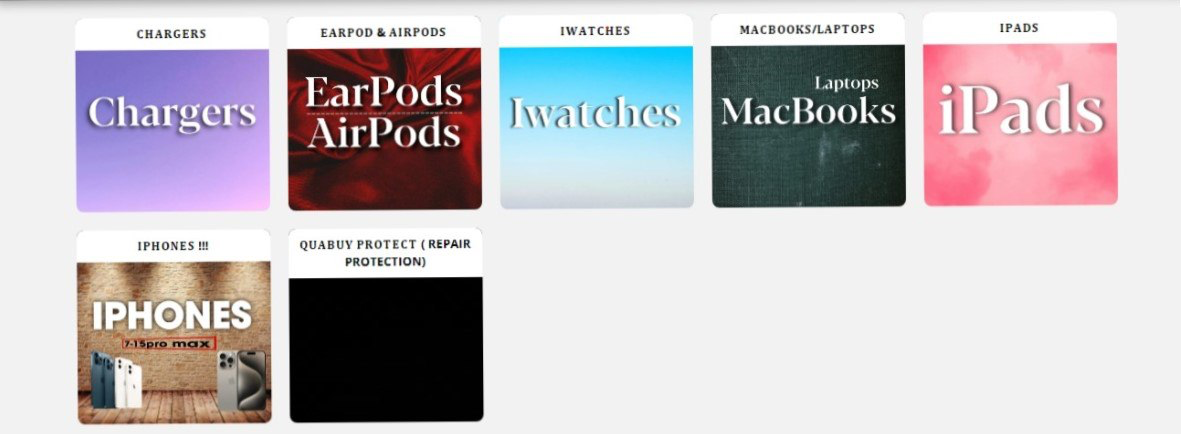 CHARGERS
Chargers
EARPOD & AIRPODS
EarPods
AirPods
IWATCHES
Iwatches
MACBOOKS/LAPTOPS
Laptops
MacBooks
IPADS
iPads
IPHONES !!!
IPHONES
7-15pro max
QUABUY PROTECT ( REPAIR
PROTECTION)